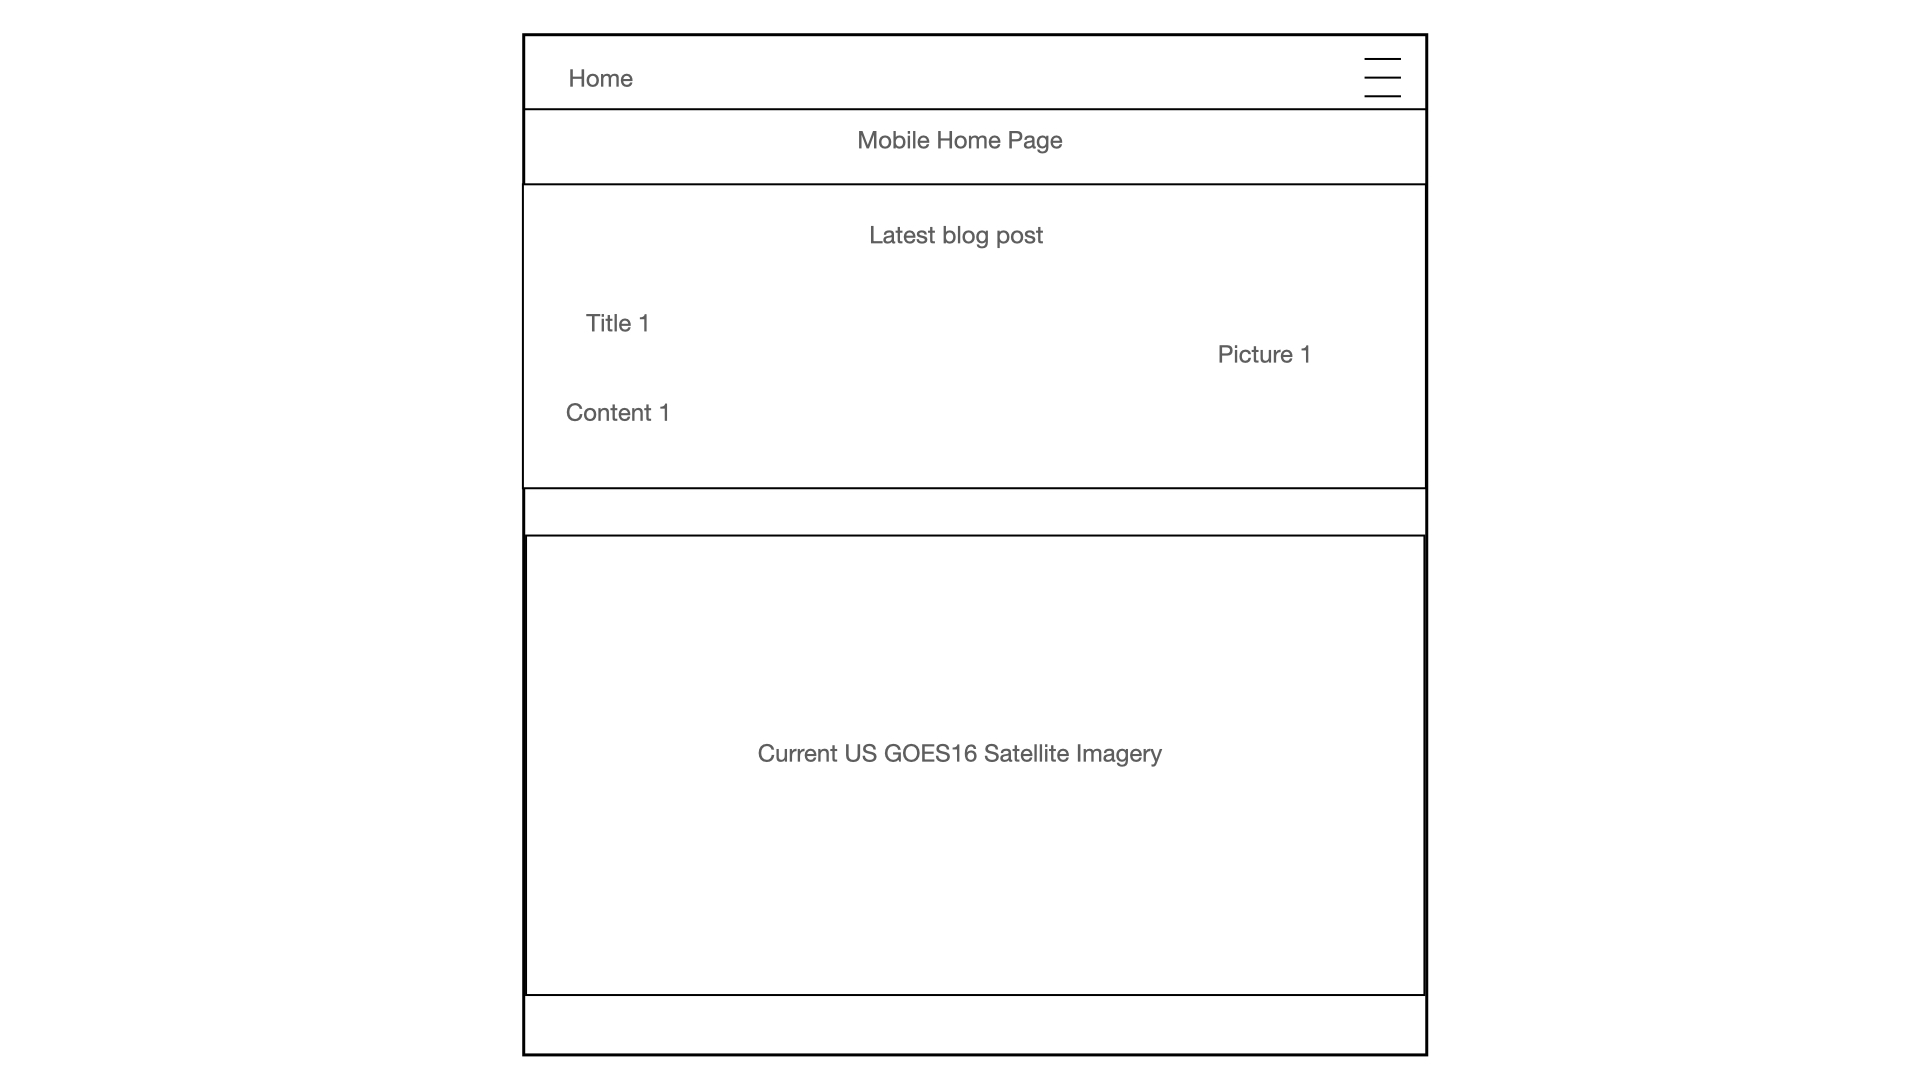 Home
Mobile Home Page
Latest blog post
Title 1
Picture 1
Content 1
Current US GOES16 Satellite Imagery